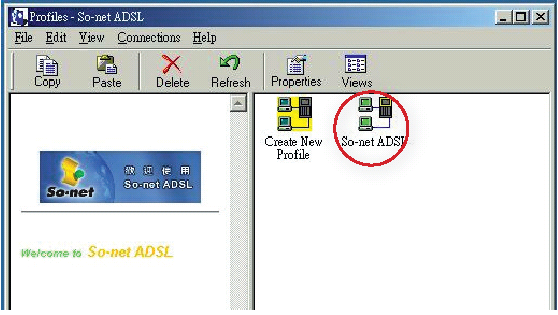 Profiles - So-net ADSL
File Edit View Connections Help
Copy Paste Delete Refresh Properties Views
Create New
Profile
So-net ADSL
So-net
歡迎使用
So-net ADSL
Welcome to So-net ADSL